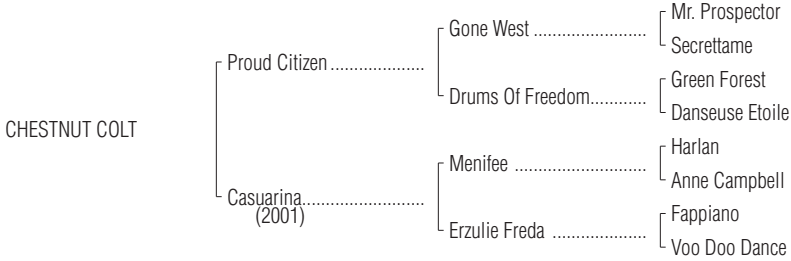 Mr. Prospector
Gone West ........................
Secrettame
Proud Citizen ....................
Green Forest
Drums Of Freedom............
Danseuse Etoile
CHESTNUT COLT
Harlan
Menifee ............................
Anne Campbell
Casuarina..........................
(2001)
Fappiano
Erzulie Freda ....................
Voo Doo Dance